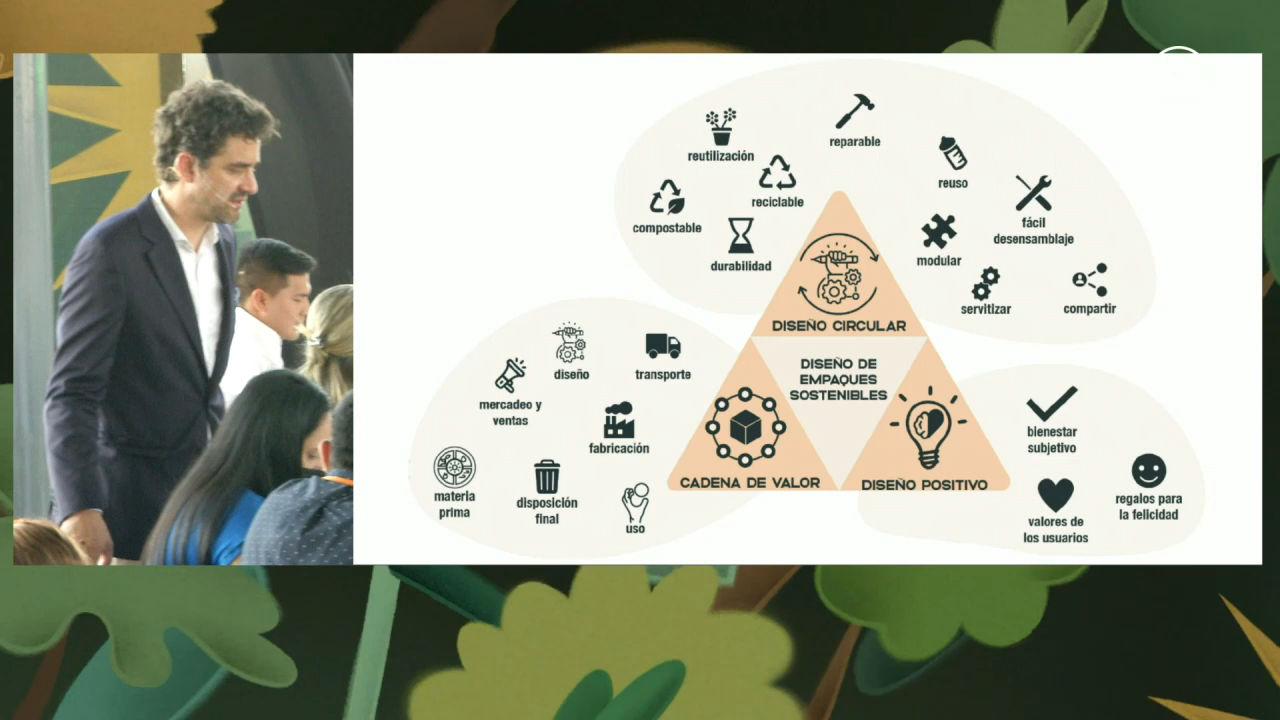 reutilización
reparable
reciclable
reuso
compostable
fácil
desensamblaje
durabilidad
modular
servitizar
compartir
DISEÑO CIRCULAR
DISEÑO DE
EMPAQUES
SOSTENIBLES
diseño
transporte
mercadeo y
ventas
fabricación
materia
prima
disposición
final
uso
CADENA DE VALOR
DISEÑO POSITIVO
bienestar
subjetivo
valores de
los usuarios
regalos para
la felicidad